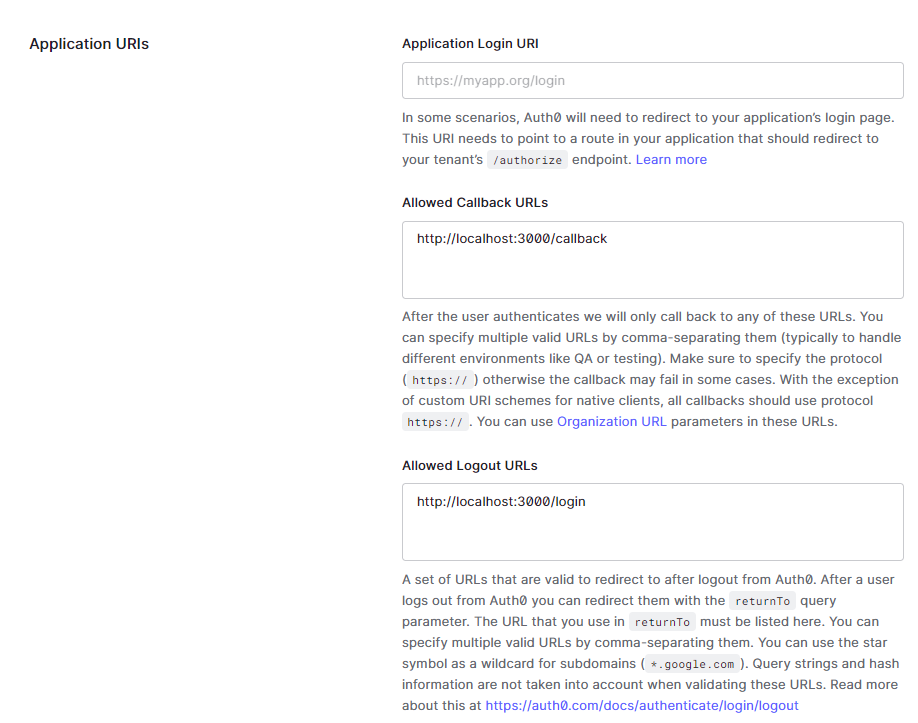 Application URIs
Application Login URI
https://myapp.org/login
In some scenarios, Auth0 will need to redirect to your application’s login page.
This URI needs to point to a route in your application that should redirect to
your tenant’s /authorize endpoint. Learn more
Allowed Callback URLs
http://localhost:3000/callback
After the user authenticates we will only call back to any of these URLs. You
can specify multiple valid URLs by comma-separating them (typically to handle
different environments like QA or testing). Make sure to specify the protocol
( https:// ) otherwise the callback may fail in some cases. With the exception
of custom URI schemes for native clients, all callbacks should use protocol
https:// . You can use Organization URL parameters in these URLs.
Allowed Logout URLs
http://localhost:3000/login
A set of URLs that are valid to redirect to after logout from Auth0. After a user
logs out from Auth0 you can redirect them with the returnTo query
parameter. The URL that you use in returnTo must be listed here. You can
specify multiple valid URLs by comma-separating them. You can use the star
symbol as a wildcard for subdomains ( *.google.com ). Query strings and hash
information are not taken into account when validating these URLs. Read more
about this at https://auth0.com/docs/authenticate/login/logout